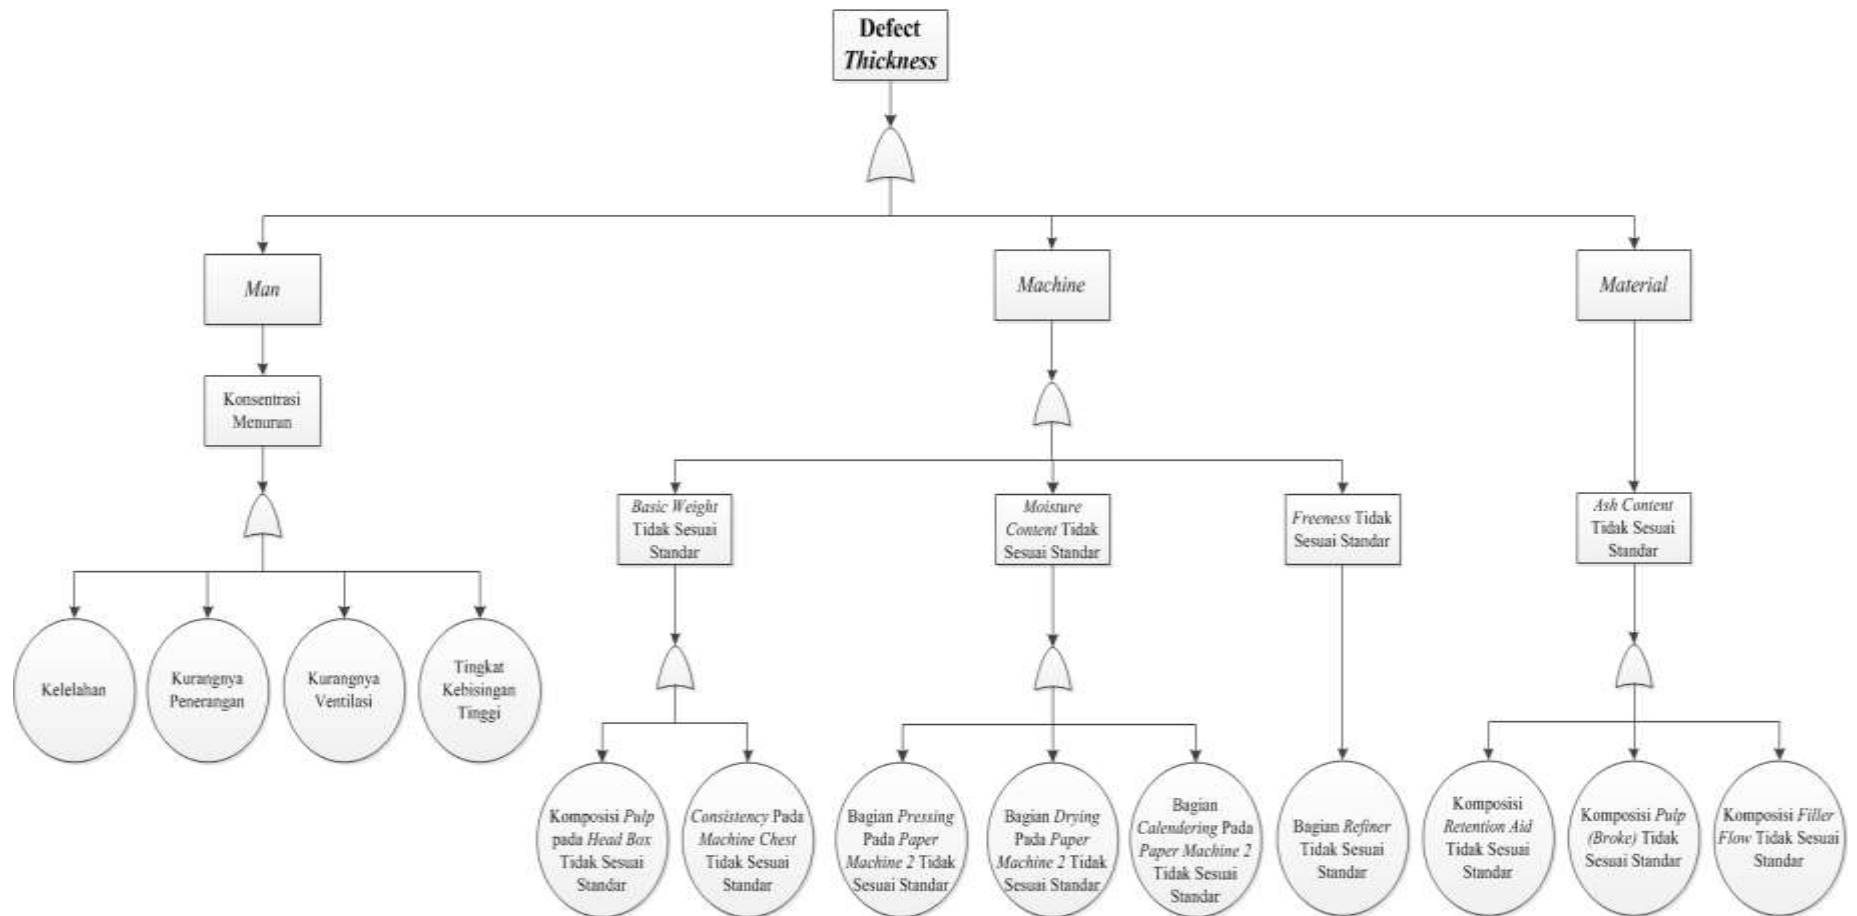 Defect
Thickness
Man
Machine
Material
Konsentrasi
Menurun
Basic Weight
Tidak Sesuai
Standar
Moisture
Content Tidak
Sesuai Standar
Freeness Tidak
Sesuai Standar
Ash Content
Tidak Sesuai
Standar
Kelelahan
Kurangnya
Penerangan
Kurangnya
Ventilasi
Tingkat
Kebisingan
Tinggi
Komposisi Pulp
pada Head Box
Tidak Sesuai
Standar
Consistency Pada
Machine Chest
Tidak Sesuai
Standar
Bagian Pressing
Pada Paper
Machine 2 Tidak
Sesuai Standar
Bagian Drying
Pada Paper
Machine 2 Tidak
Sesuai Standar
Bagian
Calendering Pada
Paper Machine 2
Tidak Sesuai
Standar
Bagian Refiner
Tidak Sesuai
Standar
Komposisi
Retention Aid
Tidak Sesuai
Standar
Komposisi Pulp
(Broke) Tidak
Sesuai Standar
Komposisi Filler
Flow Tidak Sesuai
Standar